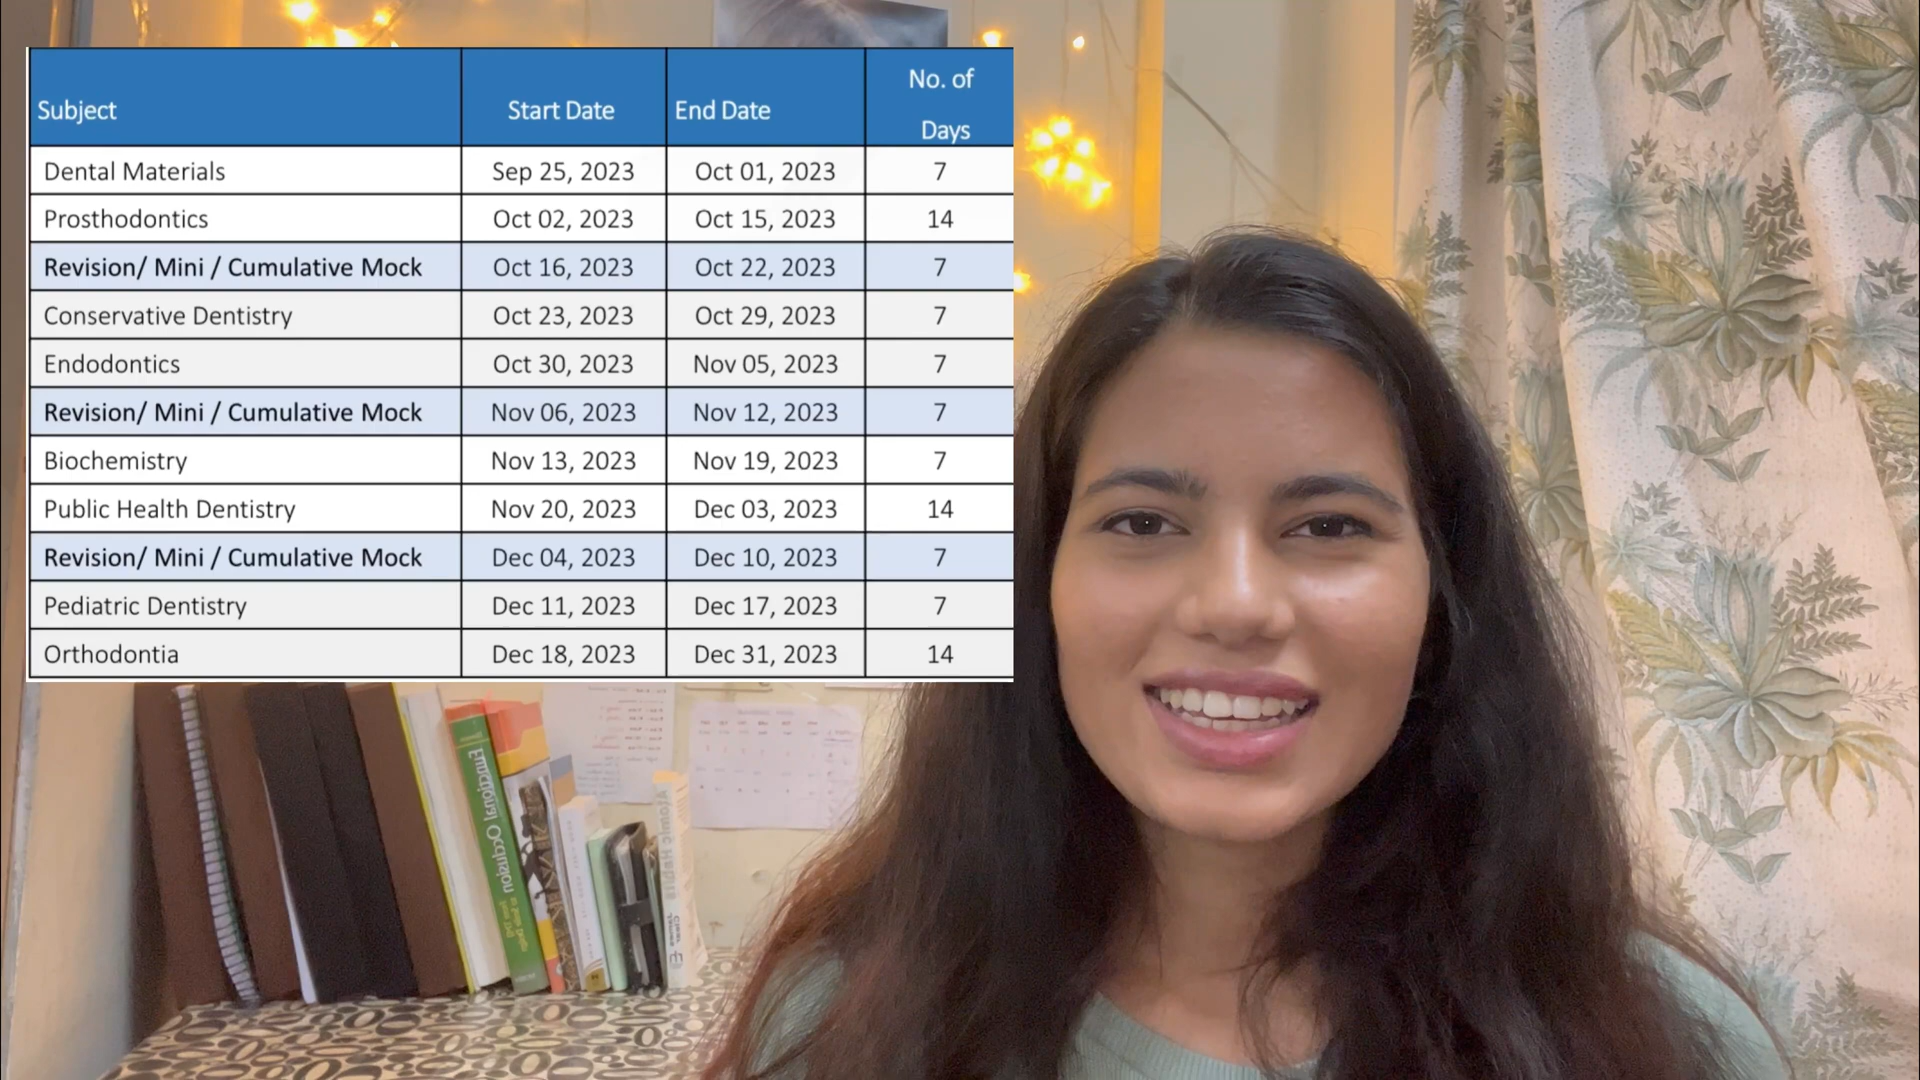 Subject Start Date End Date No. of Days
Dental Materials Sep 25, 2023 Oct 01, 2023 7
Prosthodontics Oct 02, 2023 Oct 15, 2023 14
Revision/ Mini / Cumulative Mock Oct 16, 2023 Oct 22, 2023 7
Conservative Dentistry Oct 23, 2023 Oct 29, 2023 7
Endodontics Oct 30, 2023 Nov 05, 2023 7
Revision/ Mini / Cumulative Mock Nov 06, 2023 Nov 12, 2023 7
Biochemistry Nov 13, 2023 Nov 19, 2023 7
Public Health Dentistry Nov 20, 2023 Dec 03, 2023 14
Revision/ Mini / Cumulative Mock Dec 04, 2023 Dec 10, 2023 7
Pediatric Dentistry Dec 11, 2023 Dec 17, 2023 7
Orthodontia Dec 18, 2023 Dec 31, 2023 14
Functional Occlusion
Atomic Habits